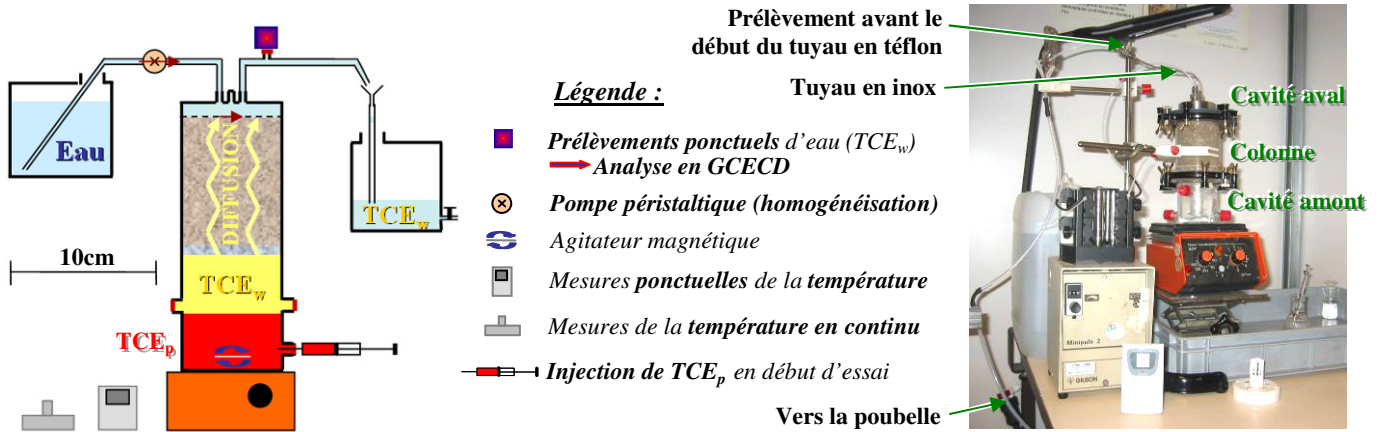 Eau
DIFFUSION
TCEw
TCEw
TCEp
10cm
Légende :
Prélèvements ponctuels d'eau (TCEw)
Analyse en GCECD
Pompe péristaltique (homogénéisation)
Agitateur magnétique
Mesures ponctuelles de la température
Mesures de la température en continu
Injection de TCEp en début d'essai
Prélèvement avant le
début du tuyau en téflon
Tuyau en inox
Vers la poubelle
Cavité aval
Colonne
Cavité amont
Minipuls 2
GILSON